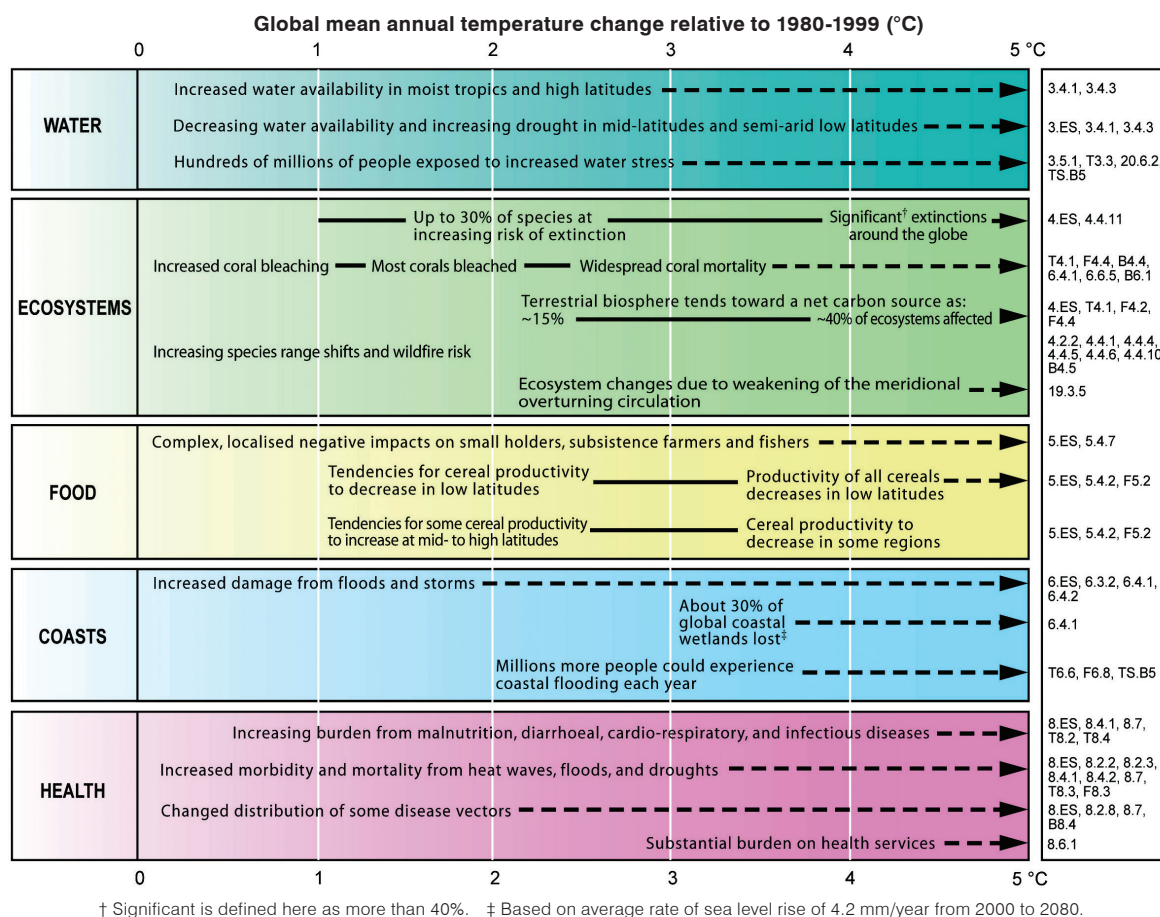 Global mean annual temperature change relative to 1980-1999 (°C)
0 1 2 3 4 5 °C
WATER
Increased water availability in moist tropics and high latitudes
3.4.1, 3.4.3
Decreasing water availability and increasing drought in mid-latitudes and semi-arid low latitudes
3.ES, 3.4.1, 3.4.3
Hundreds of millions of people exposed to increased water stress
3.5.1, T3.3, 20.6.2,
TS.B5
ECOSYSTEMS
Up to 30% of species at
increasing risk of extinction
Significant† extinctions
around the globe
4.ES, 4.4.11
Increased coral bleaching
Most corals bleached
Widespread coral mortality
T4.1, F4.4, B4.4,
6.4.1, 6.6.5, B6.1
Terrestrial biosphere tends toward a net carbon source as:
~15%
~40% of ecosystems affected
4.ES, T4.1, F4.2,
F4.4
Increasing species range shifts and wildfire risk
4.2.2, 4.4.1, 4.4.4,
4.4.5, 4.4.6, 4.4.10,
B4.5
Ecosystem changes due to weakening of the meridional
overturning circulation
19.3.5
FOOD
Complex, localised negative impacts on small holders, subsistence farmers and fishers
5.ES, 5.4.7
Tendencies for cereal productivity
to decrease in low latitudes
Productivity of all cereals
decreases in low latitudes
5.ES, 5.4.2, F5.2
Tendencies for some cereal productivity
to increase at mid- to high latitudes
Cereal productivity to
decrease in some regions
5.ES, 5.4.2, F5.2
COASTS
Increased damage from floods and storms
6.ES, 6.3.2, 6.4.1,
6.4.2
About 30% of
global coastal
wetlands lost‡
6.4.1
Millions more people could experience
coastal flooding each year
T6.6, F6.8, TS.B5
HEALTH
Increasing burden from malnutrition, diarrhoeal, cardio-respiratory, and infectious diseases
8.ES, 8.4.1, 8.7,
T8.2, T8.4
Increased morbidity and mortality from heat waves, floods, and droughts
8.ES, 8.2.2, 8.2.3,
8.4.1, 8.4.2, 8.7,
T8.3, F8.3
Changed distribution of some disease vectors
8.ES, 8.2.8, 8.7,
B8.4
Substantial burden on health services
8.6.1
0 1 2 3 4 5 °C
† Significant is defined here as more than 40%. ‡ Based on average rate of sea level rise of 4.2 mm/year from 2000 to 2080.